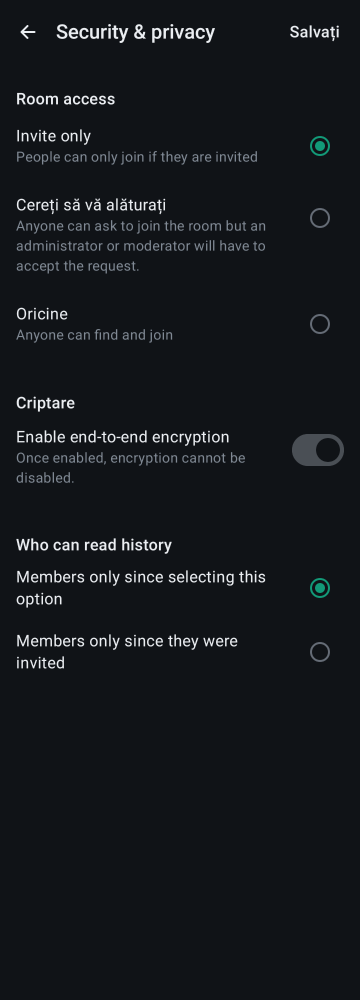 Security & privacy
Salvați
Room access
Invite only
People can only join if they are invited
Cereți să vă alăturați
Anyone can ask to join the room but an
administrator or moderator will have to
accept the request.
Oricine
Anyone can find and join
Criptare
Enable end-to-end encryption
Once enabled, encryption cannot be
disabled.
Who can read history
Members only since selecting this
option
Members only since they were
invited